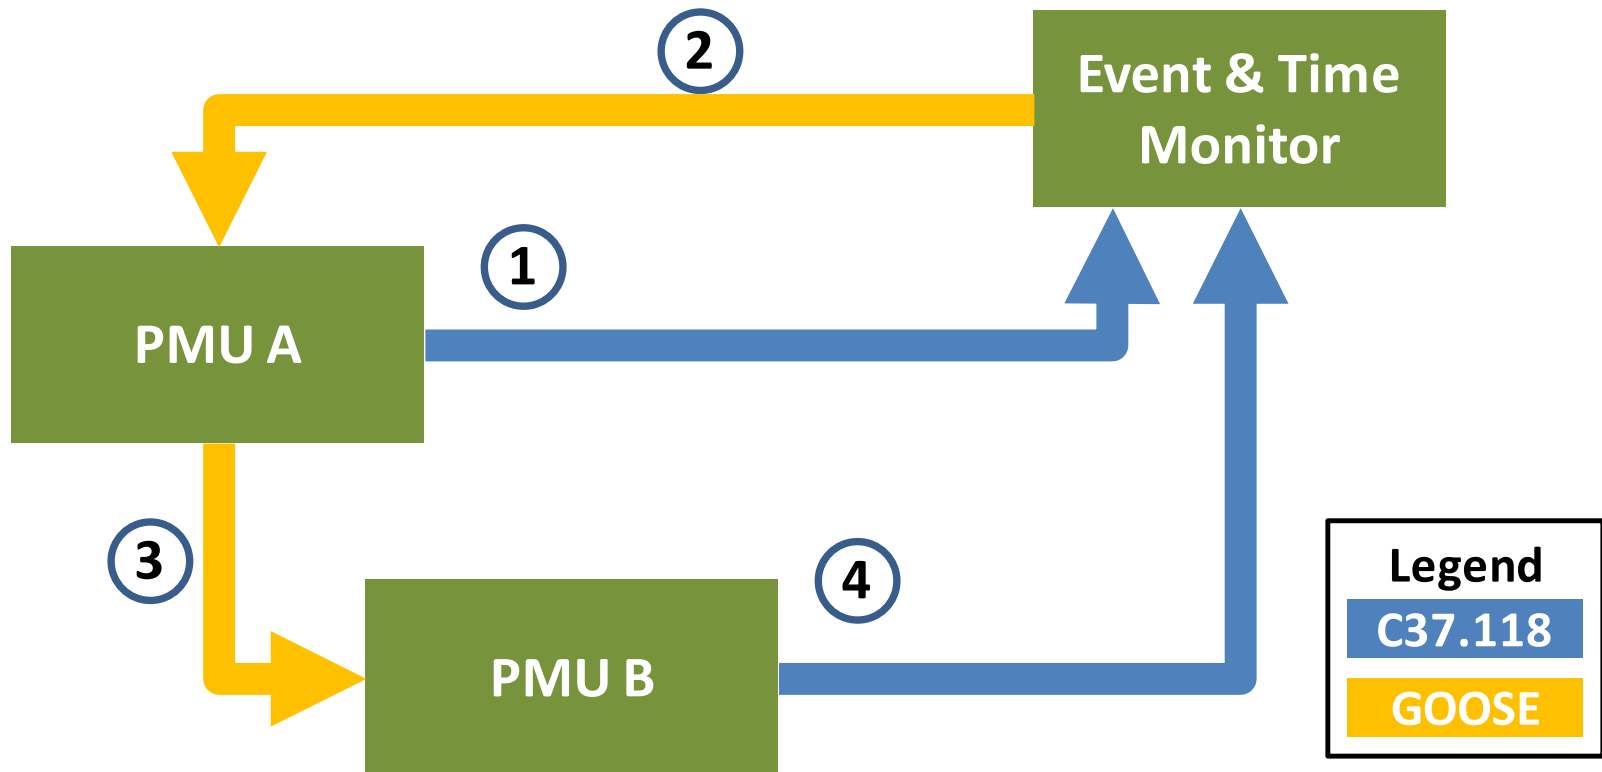 2
Event & Time
Monitor
1
PMU A
3
4
PMU B
Legend
C37.118
GOOSE